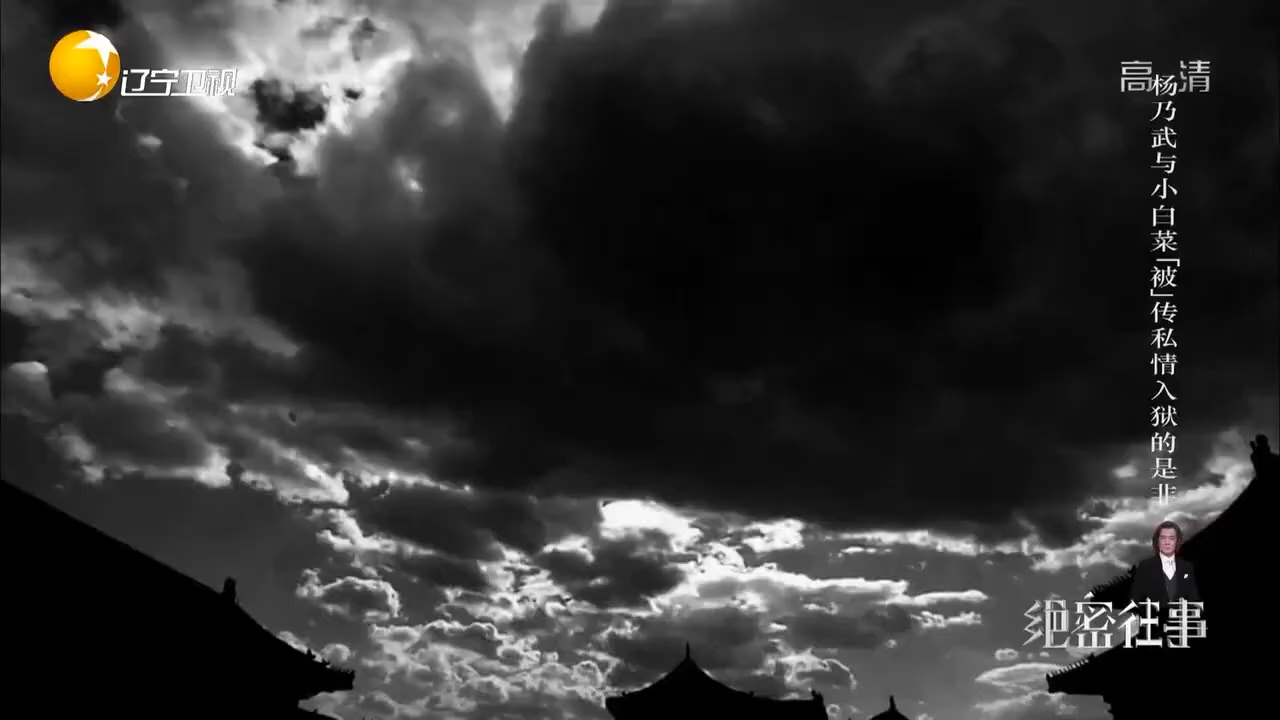 辽宁卫视
高清
杨乃武与小白菜「被」传私情入狱的是非
绝密往事